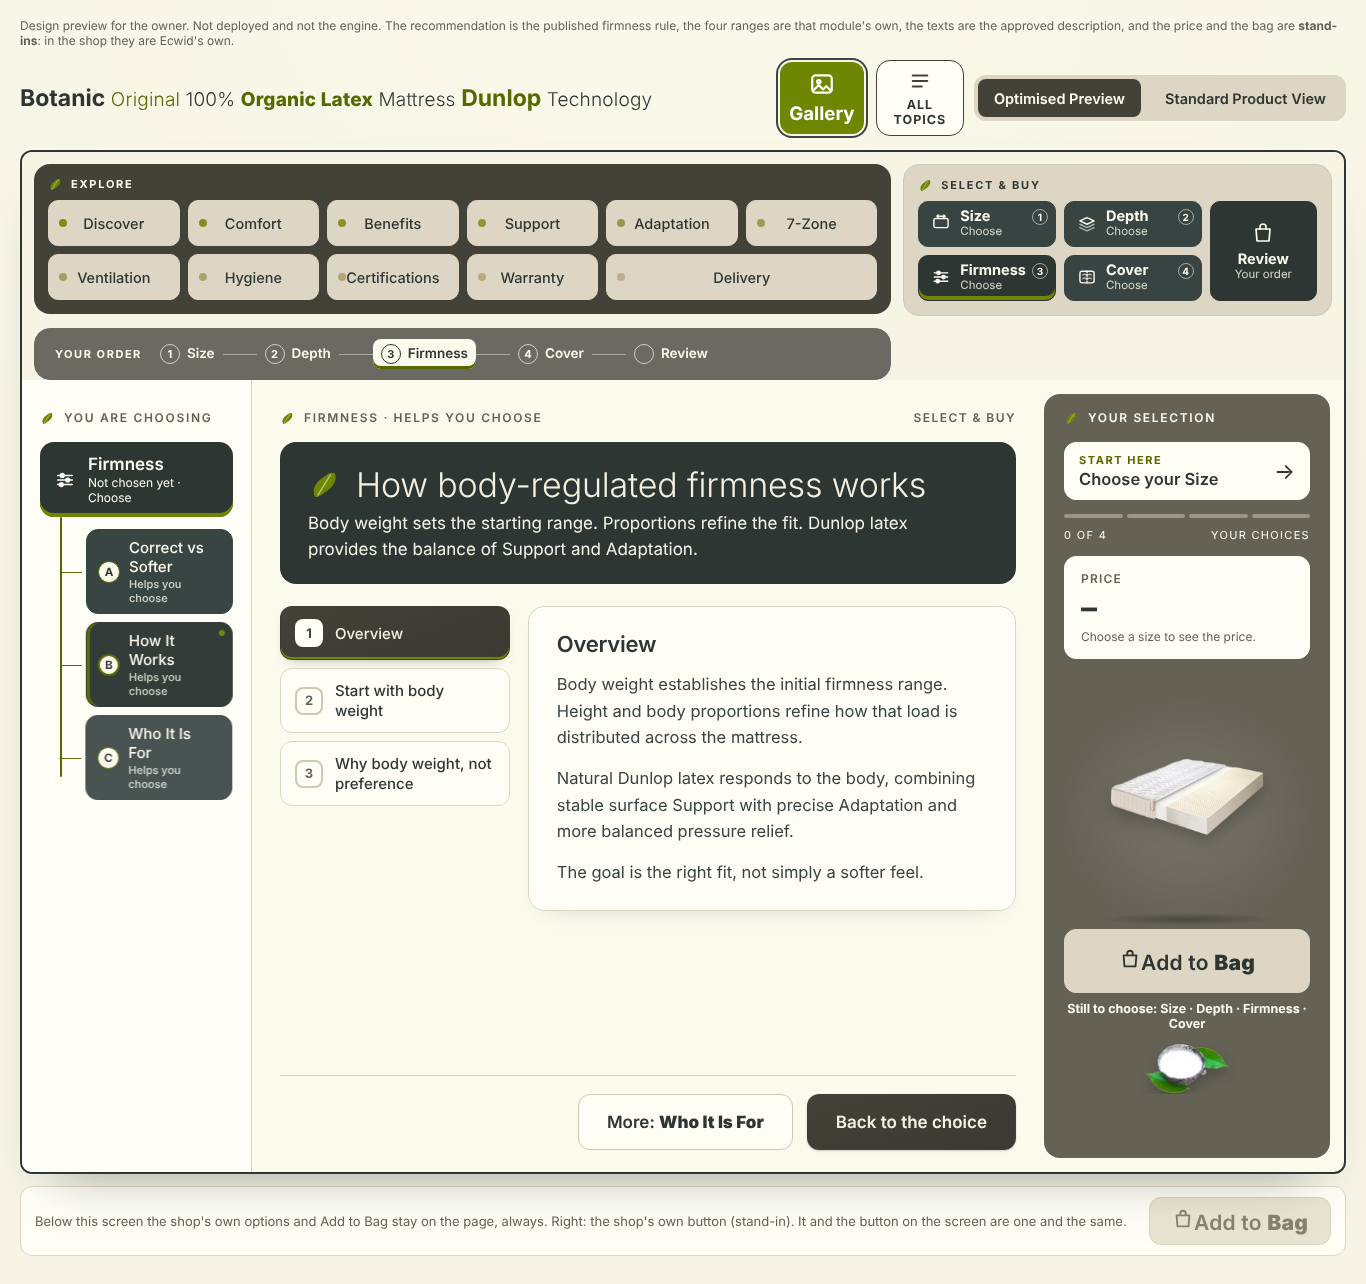 Design preview for the owner. Not deployed and not the engine. The recommendation is the published firmness rule, the four ranges are that module's own, the texts are the approved description, and the price and the bag are stand-
ins: in the shop they are Ecwid's own.
Botanic Original 100% Organic Latex Mattress Dunlop Technology
Gallery
ALL
TOPICS
Optimised Preview
Standard Product View
EXPLORE
Discover
Comfort
Benefits
Support
Adaptation
7-Zone
Ventilation
Hygiene
Certifications
Warranty
Delivery
SELECT & BUY
Size
Choose
1
Depth
Choose
2
Firmness
Choose
3
Cover
Choose
4
Review
Your order
YOUR ORDER
1 Size
2 Depth
3 Firmness
4 Cover
Review
YOU ARE CHOOSING
Firmness
Not chosen yet ·
Choose
A
Correct vs
Softer
Helps you
choose
B
How It
Works
Helps you
choose
C
Who It Is
For
Helps you
choose
FIRMNESS · HELPS YOU CHOOSE
SELECT & BUY
How body-regulated firmness works
Body weight sets the starting range. Proportions refine the fit. Dunlop latex
provides the balance of Support and Adaptation.
1 Overview
2 Start with body
weight
3 Why body weight, not
preference
Overview
Body weight establishes the initial firmness range.
Height and body proportions refine how that load is
distributed across the mattress.
Natural Dunlop latex responds to the body, combining
stable surface Support with precise Adaptation and
more balanced pressure relief.
The goal is the right fit, not simply a softer feel.
More: Who It Is For
Back to the choice
YOUR SELECTION
START HERE
Choose your Size
0 OF 4
YOUR CHOICES
PRICE
–
Choose a size to see the price.
Add to Bag
Still to choose: Size · Depth · Firmness ·
Cover
Below this screen the shop's own options and Add to Bag stay on the page, always. Right: the shop's own button (stand-in). It and the button on the screen are one and the same.
Add to Bag